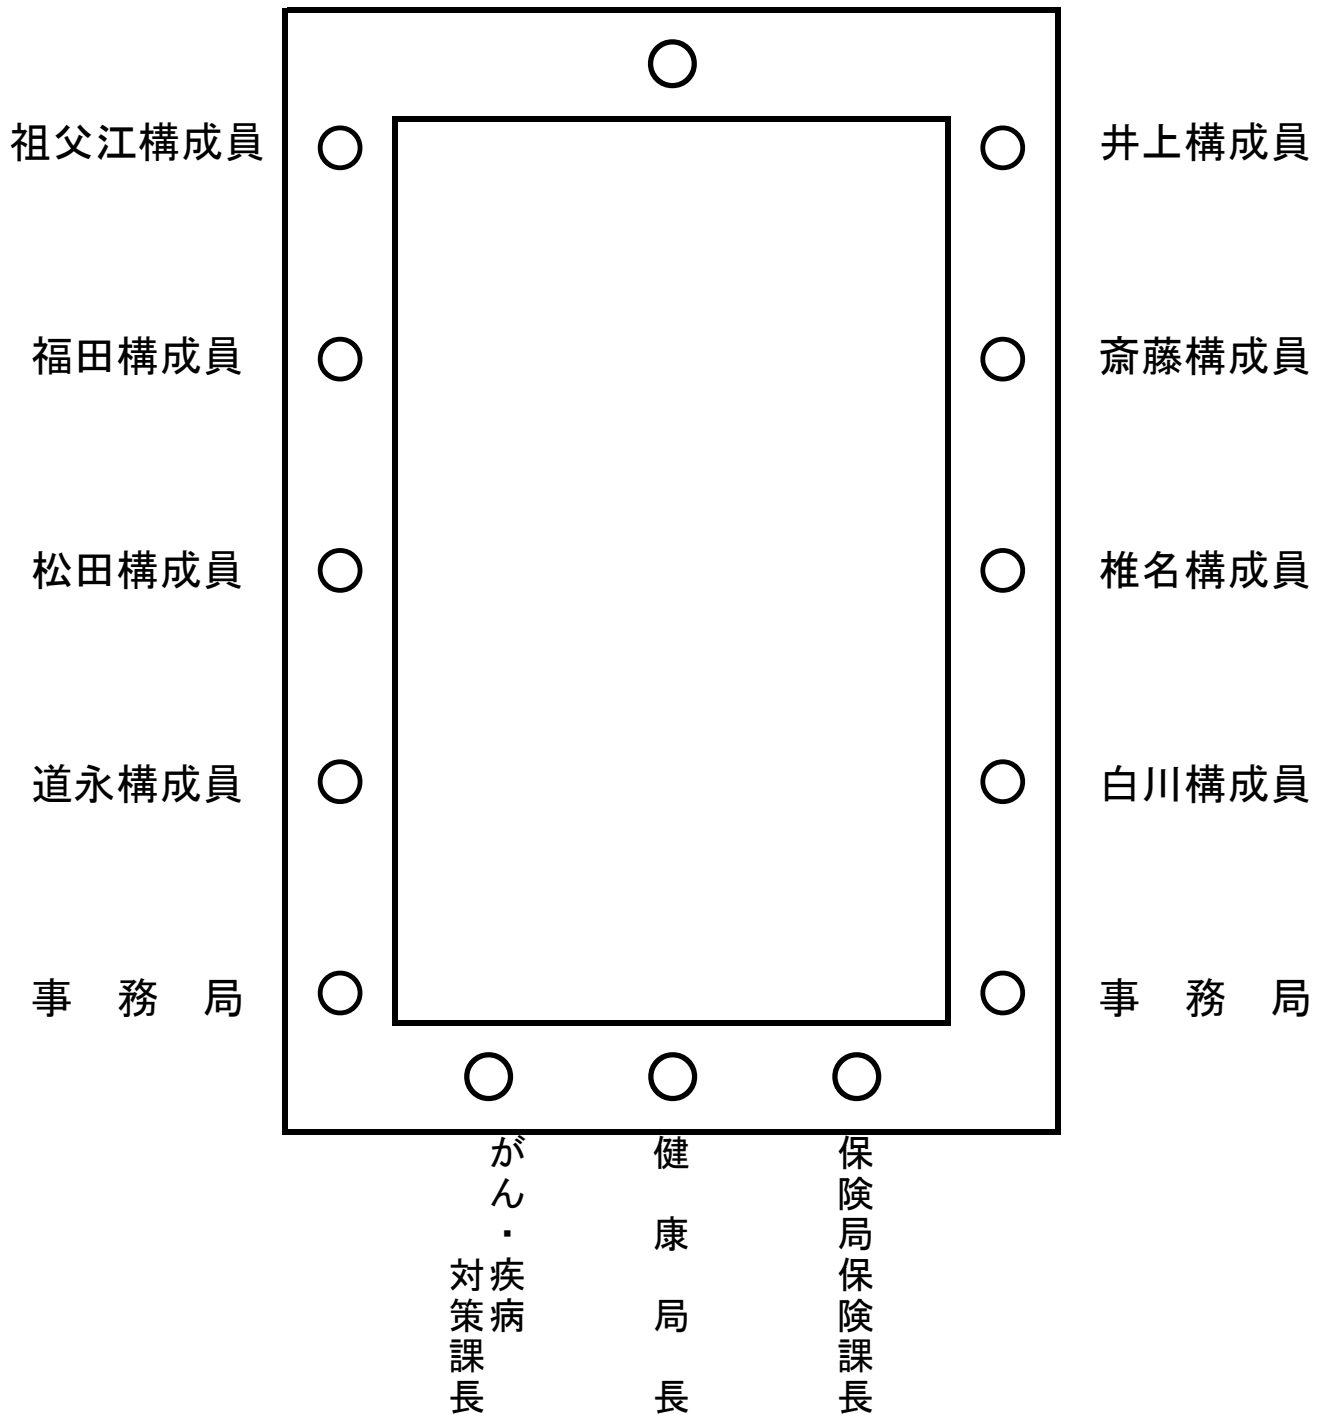 祖父江構成員
井上構成員
福田構成員
斎藤構成員
松田構成員
椎名構成員
道永構成員
白川構成員
事　務　局
事　務　局
がん・疾病
対策課長
健康局長
保険局保険課長